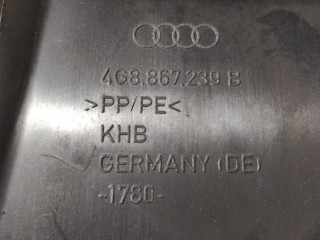 4G8.867.239 B
>PP/PE<
KHB
GERMANY (DE)
-1780-